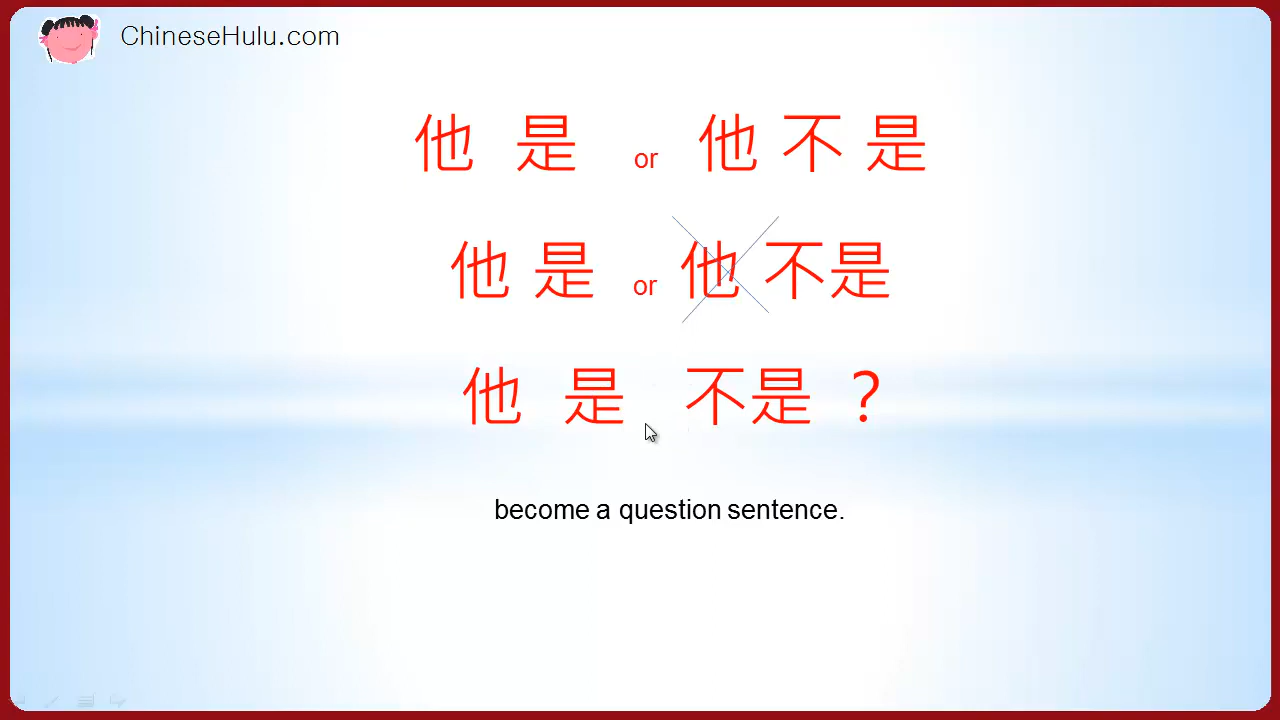 ChineseHulu.com
他 是 or 他 不 是
他 是 or 他 不是
他 是 不是 ?
become a question sentence.